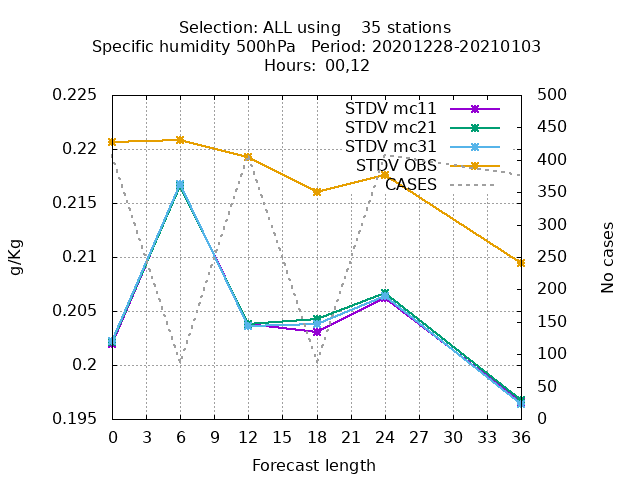 Selection: ALL using    35 stations
Specific humidity 500hPa   Period: 20201228-20210103
Hours: 00,12
0.225
0.22
0.215
0.21
0.205
0.2
0.195
g/Kg
STDV mc11
STDV mc21
STDV mc31
STDV OBS
CASES
500
450
400
350
300
250
200
150
100
50
0
No cases
0 3 6 9 12 15 18 21 24 27 30 33 36
Forecast length